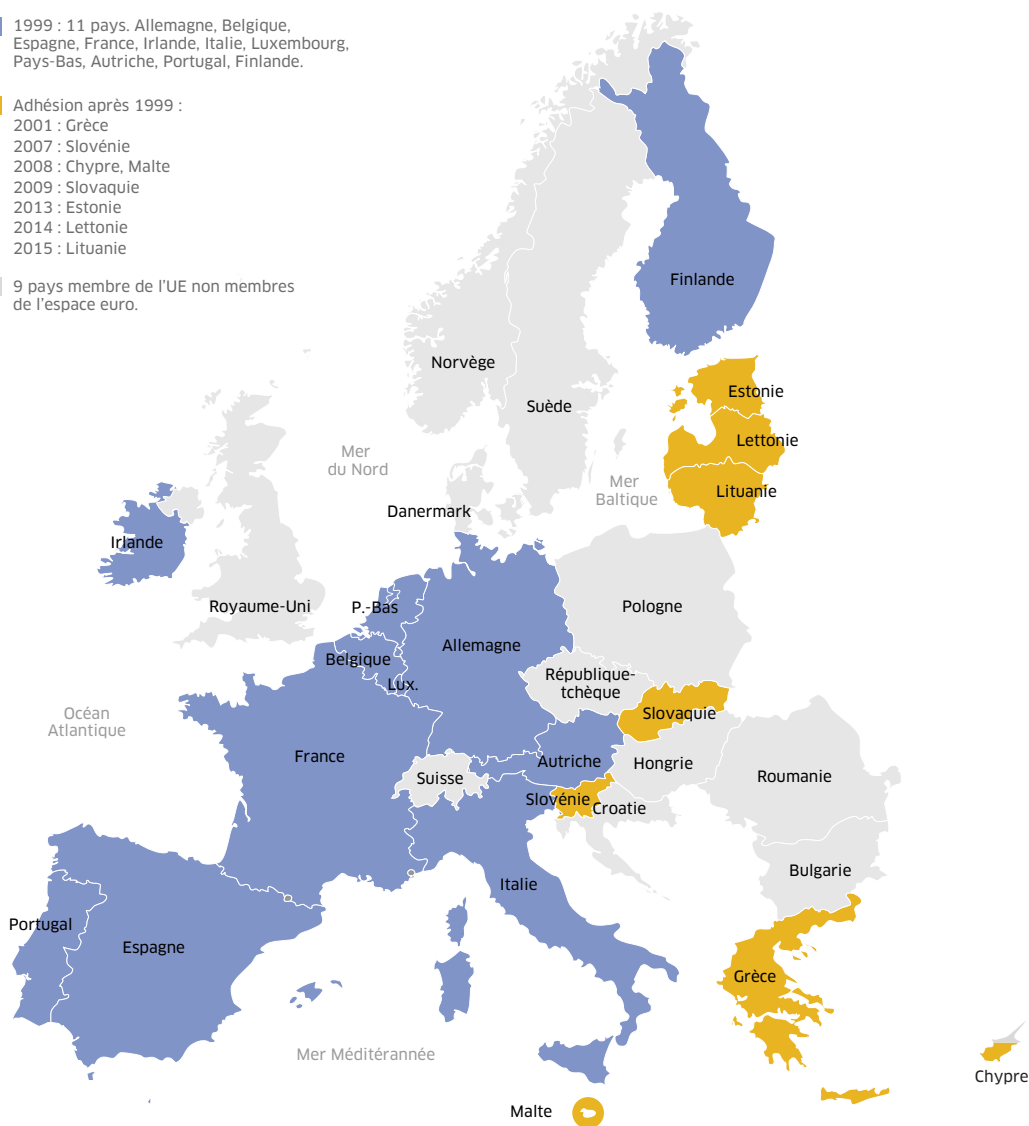 1999 : 11 pays. Allemagne, Belgique,
Espagne, France, Irlande, Italie, Luxembourg,
Pays-Bas, Autriche, Portugal, Finlande.
Adhésion après 1999 :
2001 : Grèce
2007 : Slovénie
2008 : Chypre, Malte
2009 : Slovaquie
2013 : Estonie
2014 : Lettonie
2015 : Lituanie
9 pays membre de l'UE non membres
de l'espace euro.
Finlande
Norvège
Suède
Estonie
Lettonie
Lituanie
Mer
du Nord
Mer
Baltique
Danermark
Irlande
Royaume-Uni
P.-Bas
Pologne
Allemagne
Belgique
Lux.
République-
tchèque
Slovaquie
Océan
Atlantique
France
Autriche
Hongrie
Suisse
Roumanie
Slovénie
Croatie
Bulgarie
Italie
Portugal
Espagne
Grèce
Mer Méditérannée
Chypre
Malte